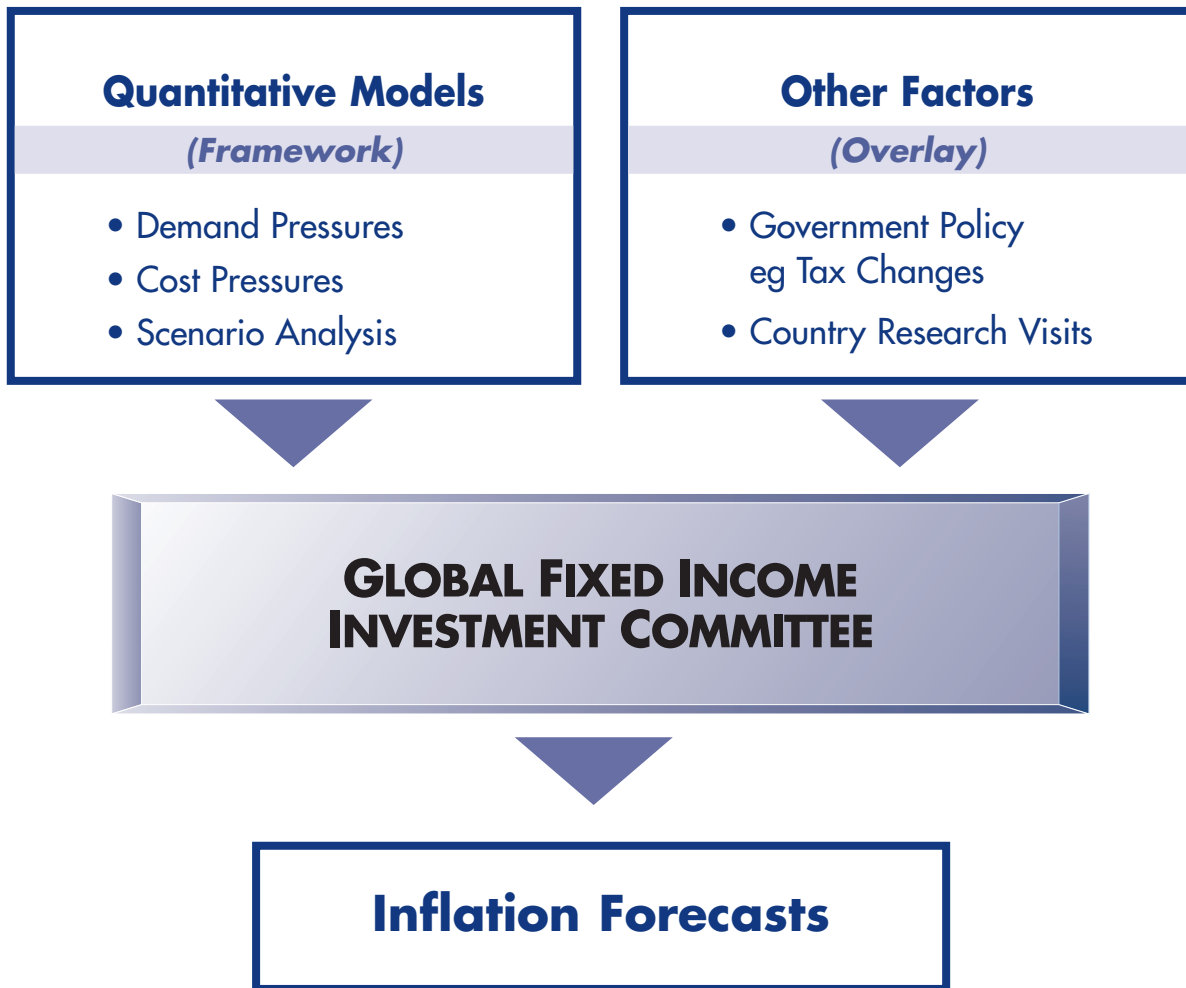 Quantitative Models
(Framework)
• Demand Pressures
• Cost Pressures
• Scenario Analysis
Other Factors
(Overlay)
• Government Policy
eg Tax Changes
• Country Research Visits
GLOBAL FIXED INCOME
INVESTMENT COMMITTEE
Inflation Forecasts